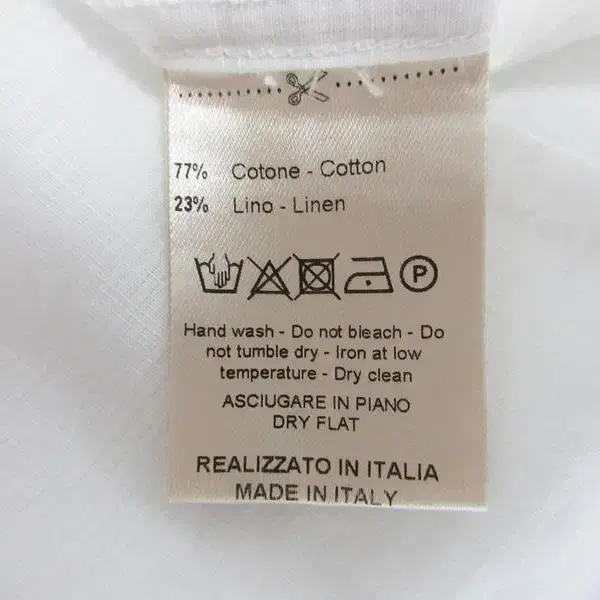 77% Cotone - Cotton
23% Lino - Linen
P
Hand wash - Do not bleach - Do
not tumble dry - Iron at low
temperature - Dry clean
ASCIUGARE IN PIANO
DRY FLAT
REALIZZATO IN ITALIA
MADE IN ITALY